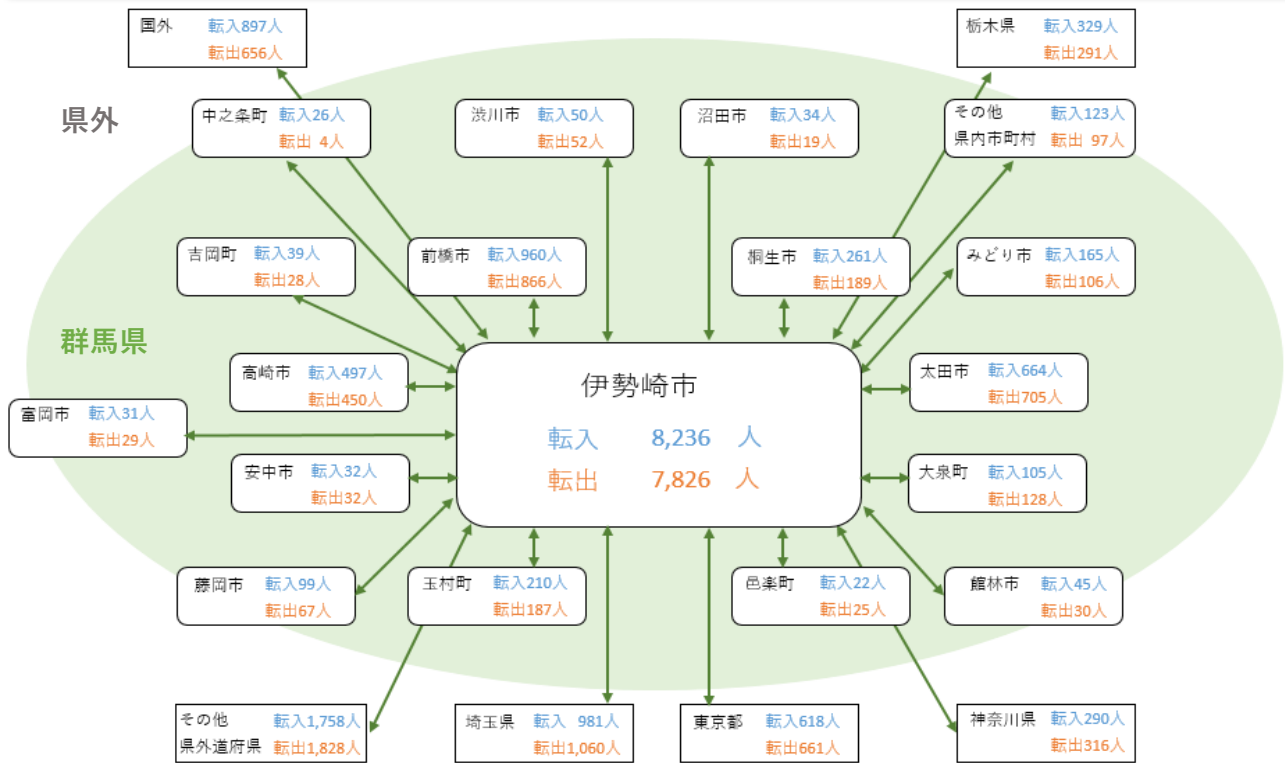 国外 転入897人
転出656人
栃木県 転入329人
転出291人
県外
中之条町 転入26人
転出 4人
渋川市 転入50人
転出52人
沼田市 転入34人
転出19人
その他 転入123人
県内市町村 転出 97人
吉岡町 転入39人
転出28人
前橋市 転入960人
転出866人
桐生市 転入261人
転出189人
みどり市 転入165人
転出106人
群馬県
高崎市 転入497人
転出450人
伊勢崎市
転入 8,236 人
転出 7,826 人
太田市 転入664人
転出705人
富岡市 転入31人
転出29人
安中市 転入32人
転出32人
大泉町 転入105人
転出128人
藤岡市 転入99人
転出67人
玉村町 転入210人
転出187人
邑楽町 転入22人
転出25人
館林市 転入45人
転出30人
その他 転入1,758人
県外道府県 転出1,828人
埼玉県 転入 981人
転出1,060人
東京都 転入618人
転出661人
神奈川県 転入290人
転出316人